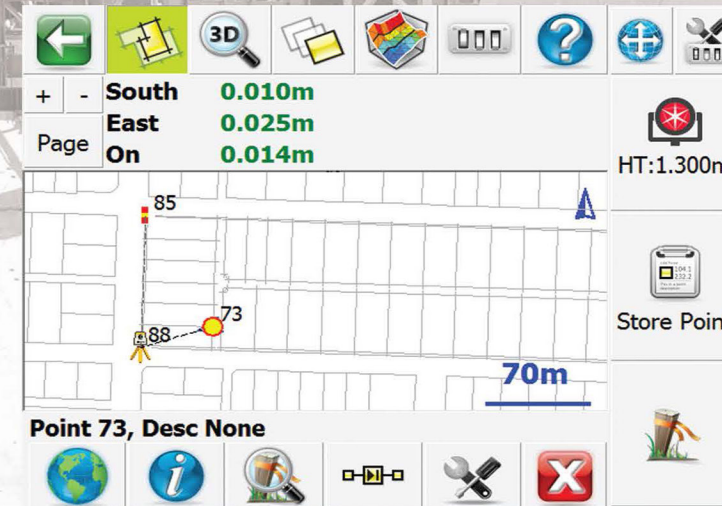 3D
+ - South 0.010m
East 0.025m
Page
On 0.014m
HT:1.300m
85
73
88
70m
Store Poin
Point 73, Desc None